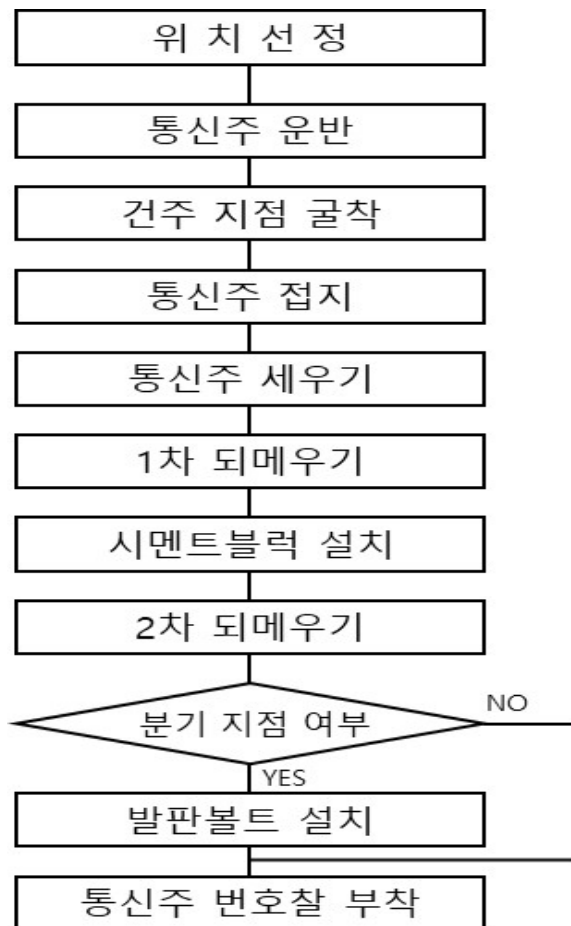 위 치 선 정
통신주 운반
건주 지점 굴착
통신주 접지
통신주 세우기
1차 되메우기
시멘트블럭 설치
2차 되메우기
분기 지점 여부
NO
YES
발판볼트 설치
통신주 번호찰 부착